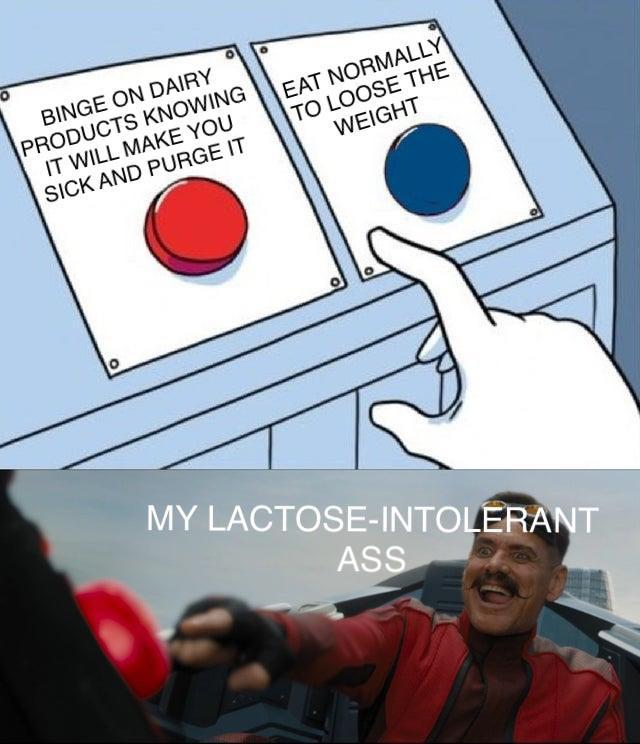 BINGE ON DAIRY
PRODUCTS KNOWING
IT WILL MAKE YOU
SICK AND PURGE IT
EAT NORMALLY
TO LOOSE THE
WEIGHT
MY LACTOSE-INTOLERANT
ASS